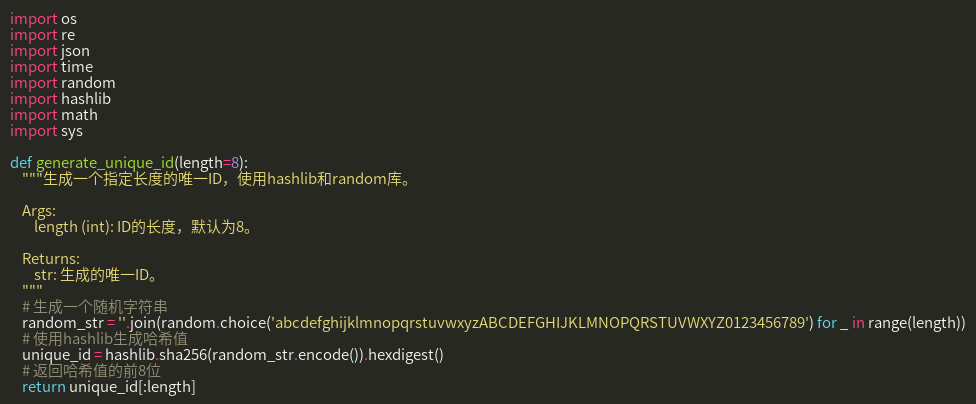 import os
import re
import json
import time
import random
import hashlib
import math
import sys

def generate_unique_id(length=8):
    """生成一个指定长度的唯一ID，使用hashlib和random库。

    Args:
        length (int): ID的长度，默认为8。

    Returns:
        str: 生成的唯一ID。
    """
    # 生成一个随机字符串
    random_str = ''.join(random.choice('abcdefghijklmnopqrstuvwxyzABCDEFGHIJKLMNOPQRSTUVWXYZ0123456789') for _ in range(length))
    # 使用hashlib生成哈希值
    unique_id = hashlib.sha256(random_str.encode()).hexdigest()
    # 返回哈希值的前8位
    return unique_id[:length]